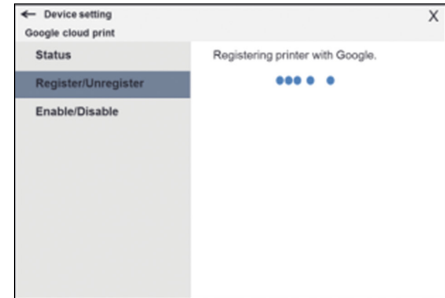 ← Device setting X
Google cloud print
Status
Registering printer with Google.
Register/Unregister
Enable/Disable